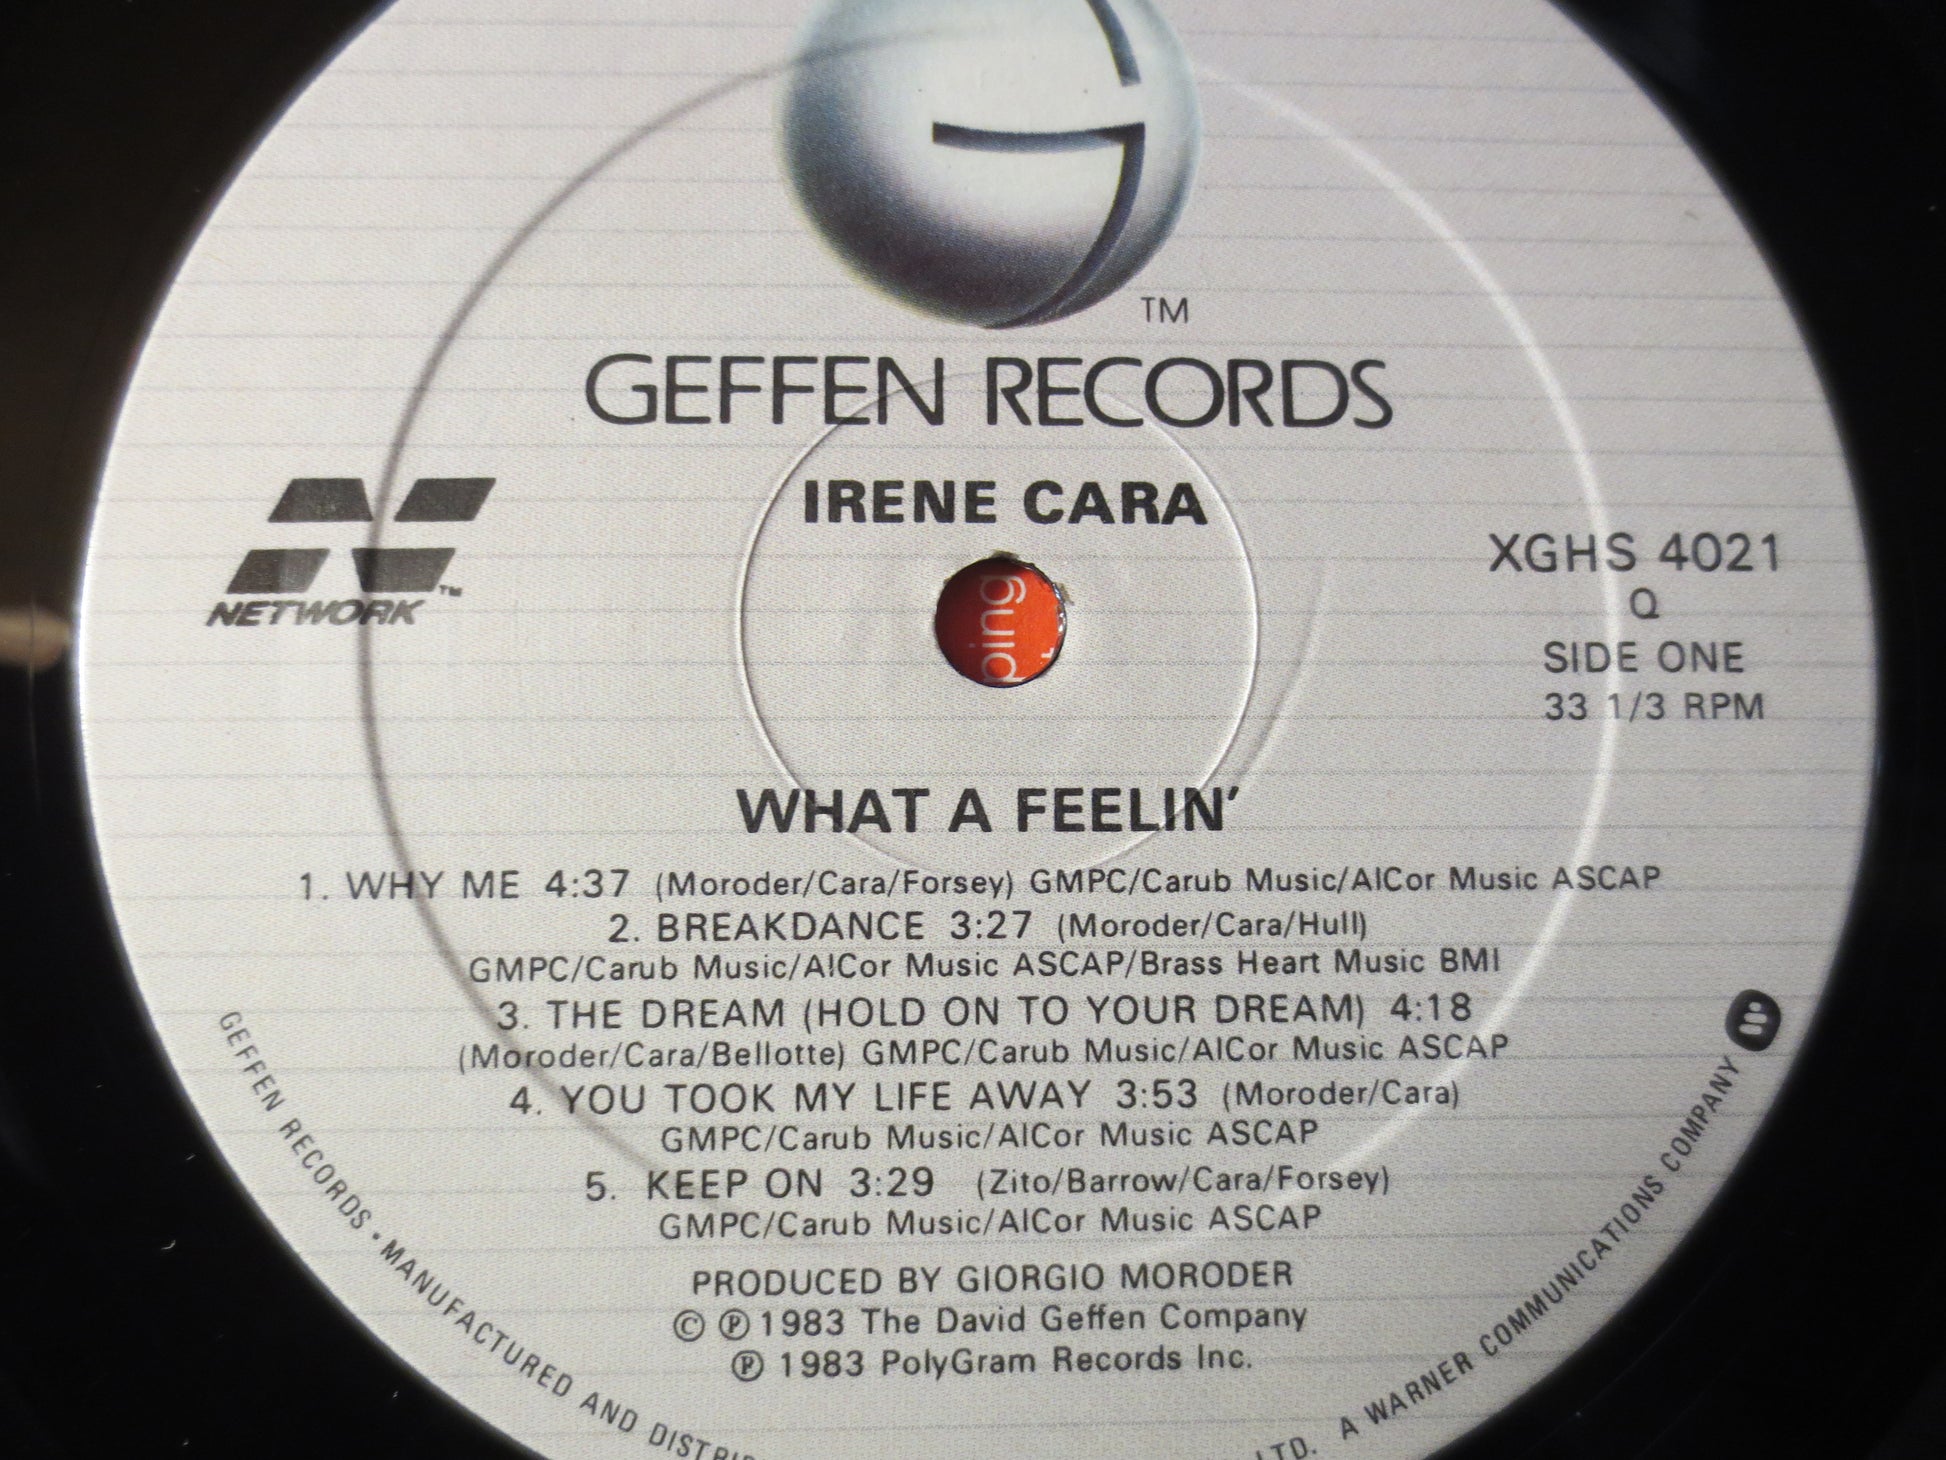 TM
GEFFEN RECORDS
IRENE CARA
TM
NETWORK
XGHS 4021
Q
SIDE ONE
33 1/3 RPM
ping
WHAT A FEELIN'
1. WHY ME 4:37 (Moroder/Cara/Forsey) GMPC/Carub Music/AlCor Music ASCAP
2. BREAKDANCE 3:27 (Moroder/Cara/Hull)
GMPC/Carub Music/AlCor Music ASCAP/Brass Heart Music BMI
3. THE DREAM (HOLD ON TO YOUR DREAM) 4:18
(Moroder/Cara/Bellotte) GMPC/Carub Music/AlCor Music ASCAP
4. YOU TOOK MY LIFE AWAY 3:53 (Moroder/Cara)
GMPC/Carub Music/AlCor Music ASCAP
5. KEEP ON 3:29 (Zito/Barrow/Cara/Forsey)
GMPC/Carub Music/AlCor Music ASCAP
PRODUCED BY GIORGIO MORODER
© ℗ 1983 The David Geffen Company
℗ 1983 PolyGram Records Inc.
GEFFEN RECORDS • MANUFACTURED AND LTD. A WARNER COMMUNICATIONS COMPANY